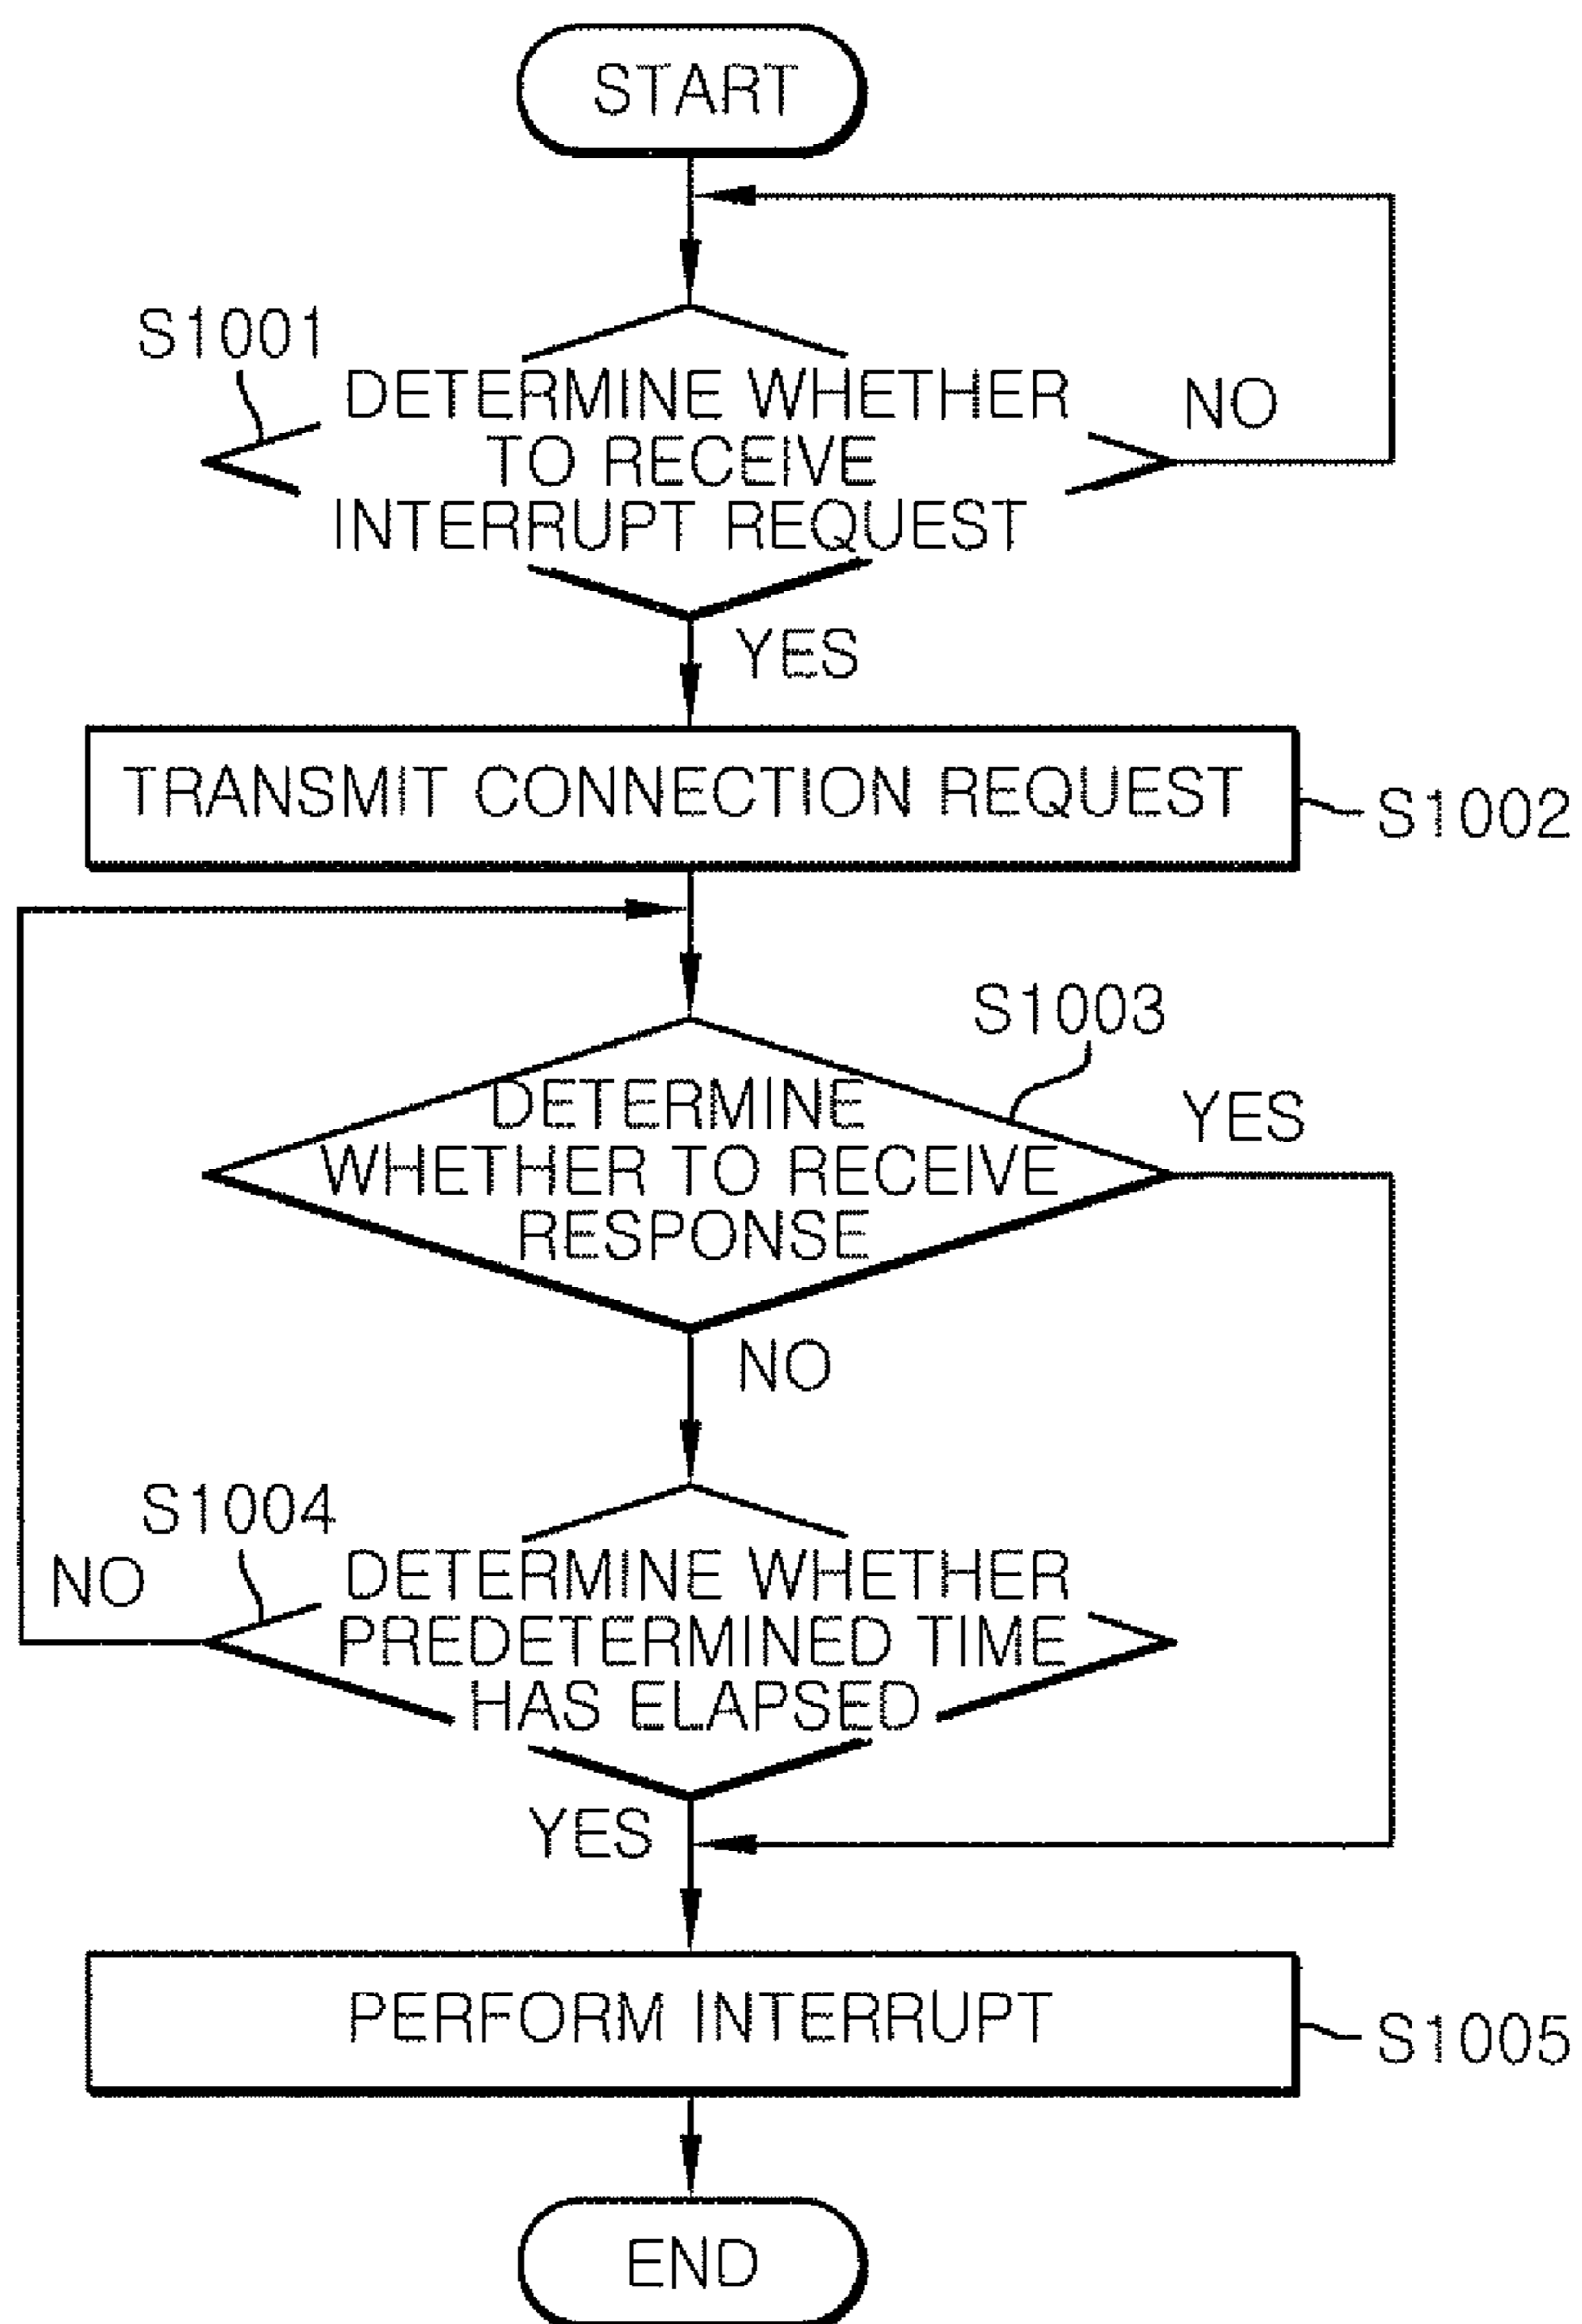 START
S1001
DETERMINE WHETHER
TO RECEIVE
INTERRUPT REQUEST
NO
YES
TRANSMIT CONNECTION REQUEST
S1002
S1003
DETERMINE
WHETHER TO RECEIVE
RESPONSE
YES
NO
S1004
NO
DETERMINE WHETHER
PREDETERMINED TIME
HAS ELAPSED
YES
PERFORM INTERRUPT
S1005
END